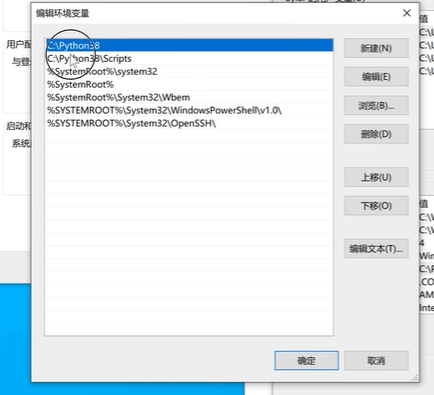 编辑环境变量
C:\Python38
C:\Python38\Scripts
%SystemRoot%\system32
%SystemRoot%
%SystemRoot%\System32\Wbem
%SYSTEMROOT%\System32\WindowsPowerShell\v1.0\
%SYSTEMROOT%\System32\OpenSSH\
新建(N)
编辑(E)
浏览(B)...
删除(D)
上移(U)
下移(O)
编辑文本(T)...
确定
取消
用户配
与登
启动和
系统
值
C:\U
C:\U
C:\U
值
C:\W
C:\W
4
Win
C:\P
.CO
AM
Inte